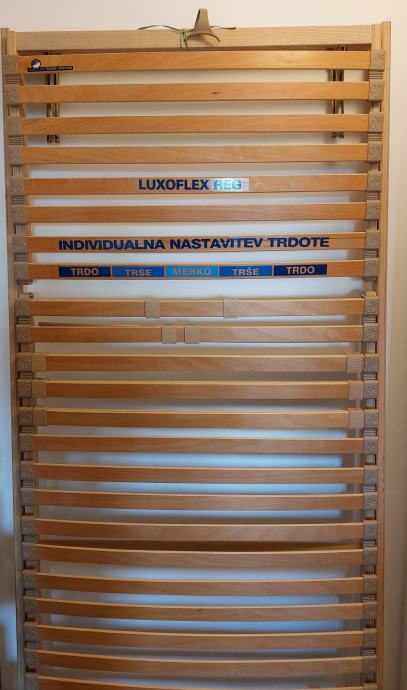 LUXOFLEX REG
INDIVIDUALNA NASTAVITEV TRDOTE
TRDO TRŠE MEHKO TRŠE TRDO